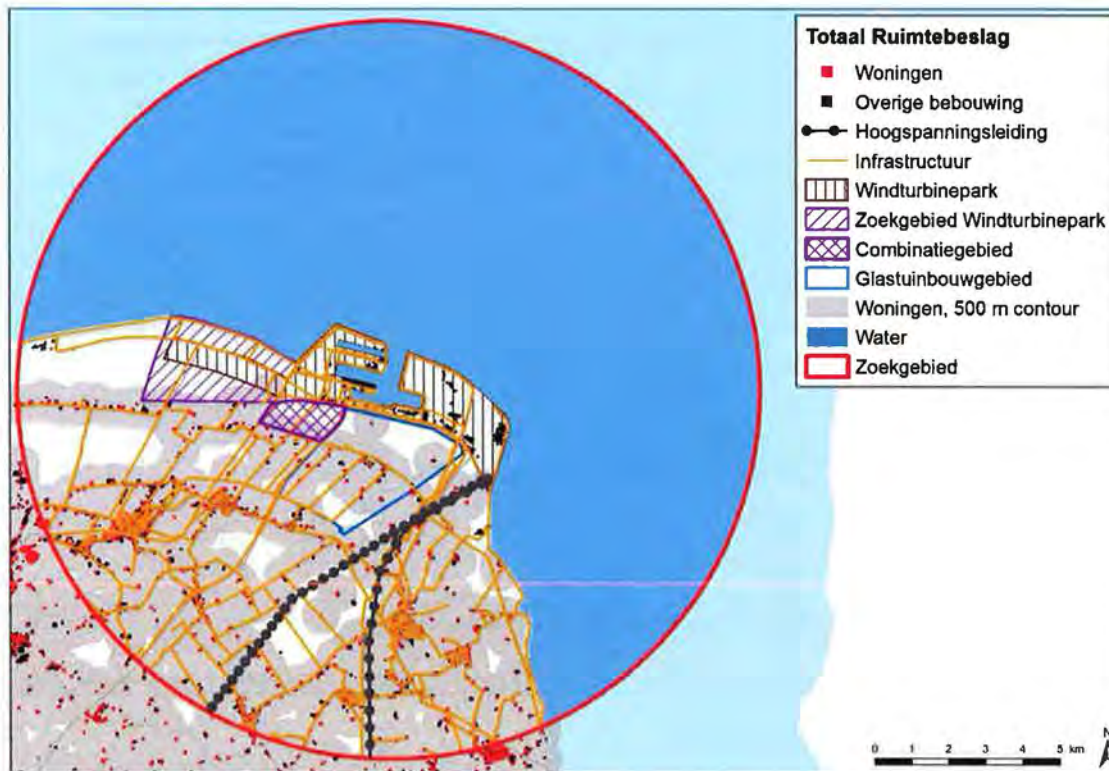 Totaal Ruimtebeslag
Woningen
Overige bebouwing
Hoogspanningsleiding
Infrastructuur
Windturbinepark
Zoekgebied Windturbinepark
Combinatiegebied
Glastuinbouwgebied
Woningen, 500 m contour
Water
Zoekgebied
0 1 2 3 4 5 km
N